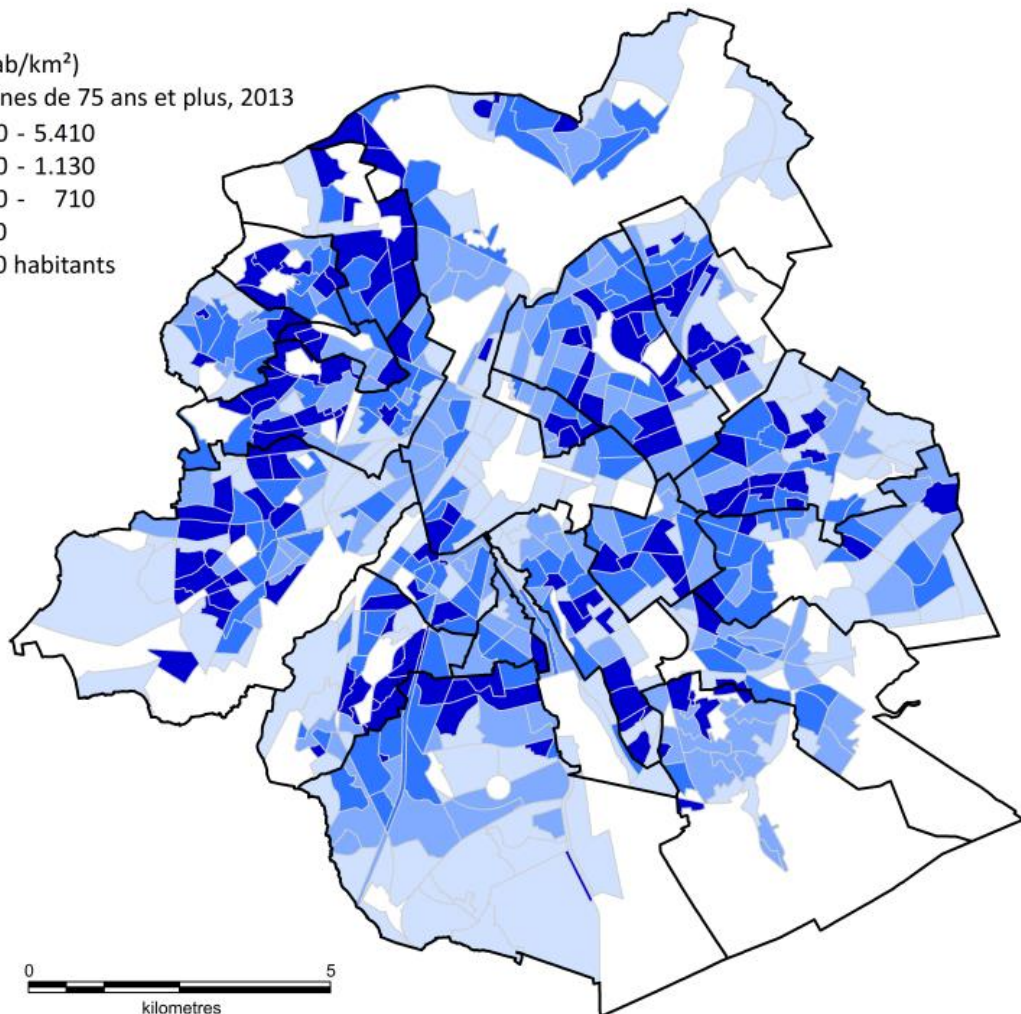 ab/km²)
nes de 75 ans et plus, 2013
0 - 5.410
0 - 1.130
0 - 710
0
0 habitants
0 5
kilometres